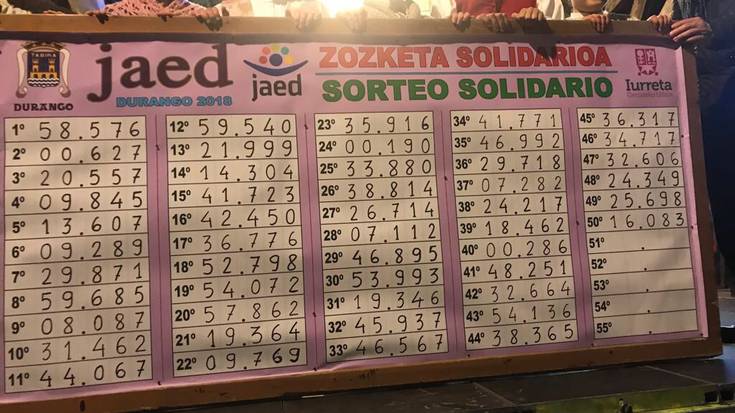 TABIRA
DURANGO
jaed
DURANGO 2018
jaed
ZOZKETA SOLIDARIOA
SORTEO SOLIDARIO
Iurreta
1º 58.576
2º 00.627
3º 20.557
4º 09.845
5º 13.607
6º 09.289
7º 29.871
8º 59.685
9º 08.087
10º 31.462
11º 44.067
12º 59.540
13º 21.999
14º 14.304
15º 41.723
16º 42.450
17º 36.776
18º 52.798
19º 54.072
20º 57.862
21º 19.364
22º 09.769
23º 35.916
24º 00.190
25º 33.880
26º 38.814
27º 26.714
28º 07.112
29º 46.895
30º 53.993
31º 19.346
32º 45.937
33º 46.567
34º 41.771
35º 46.992
36º 29.718
37º 07.282
38º 24.217
39º 18.462
40º 00.286
41º 48.251
42º 32.664
43º 54.136
44º 38.365
45º 36.317
46º 34.717
47º 32.606
48º 24.349
49º 25.698
50º 16.083
51º .
52º .
53º .
54º .
55º .